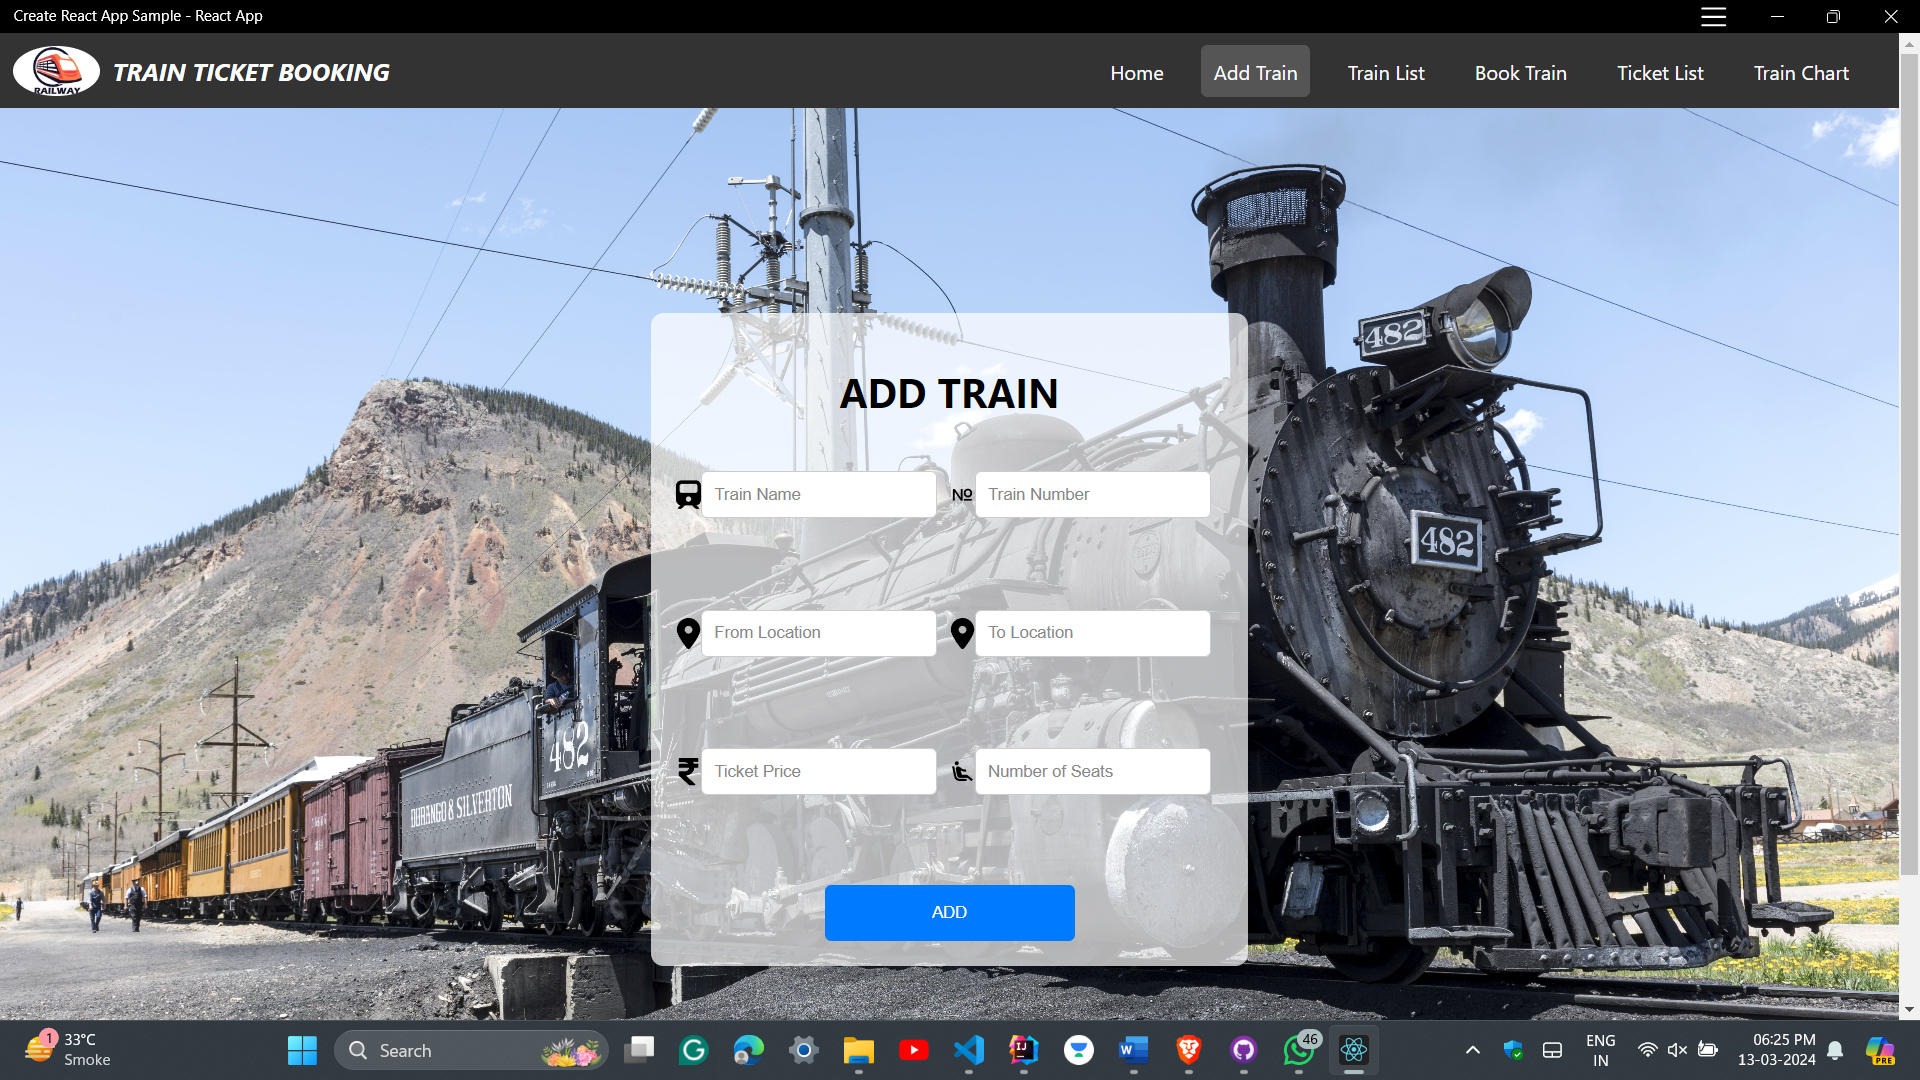 Create React App Sample - React App
RAILWAY
TRAIN TICKET BOOKING
Home
Add Train
Train List
Book Train
Ticket List
Train Chart
482
482
482
DURANGO & SILVERTON
ADD TRAIN
Train Name
№
Train Number
From Location
To Location
₹
Ticket Price
Number of Seats
ADD
1
33°C
Smoke
Search
46
ENG
IN
06:25 PM
13-03-2024
PRE